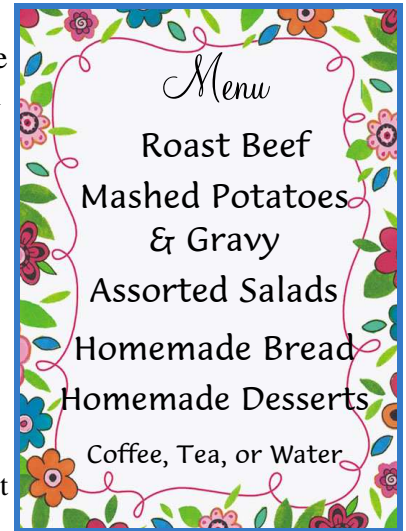 Menu
Roast Beef
Mashed Potatoes
& Gravy
Assorted Salads
Homemade Bread
Homemade Desserts
Coffee, Tea, or Water